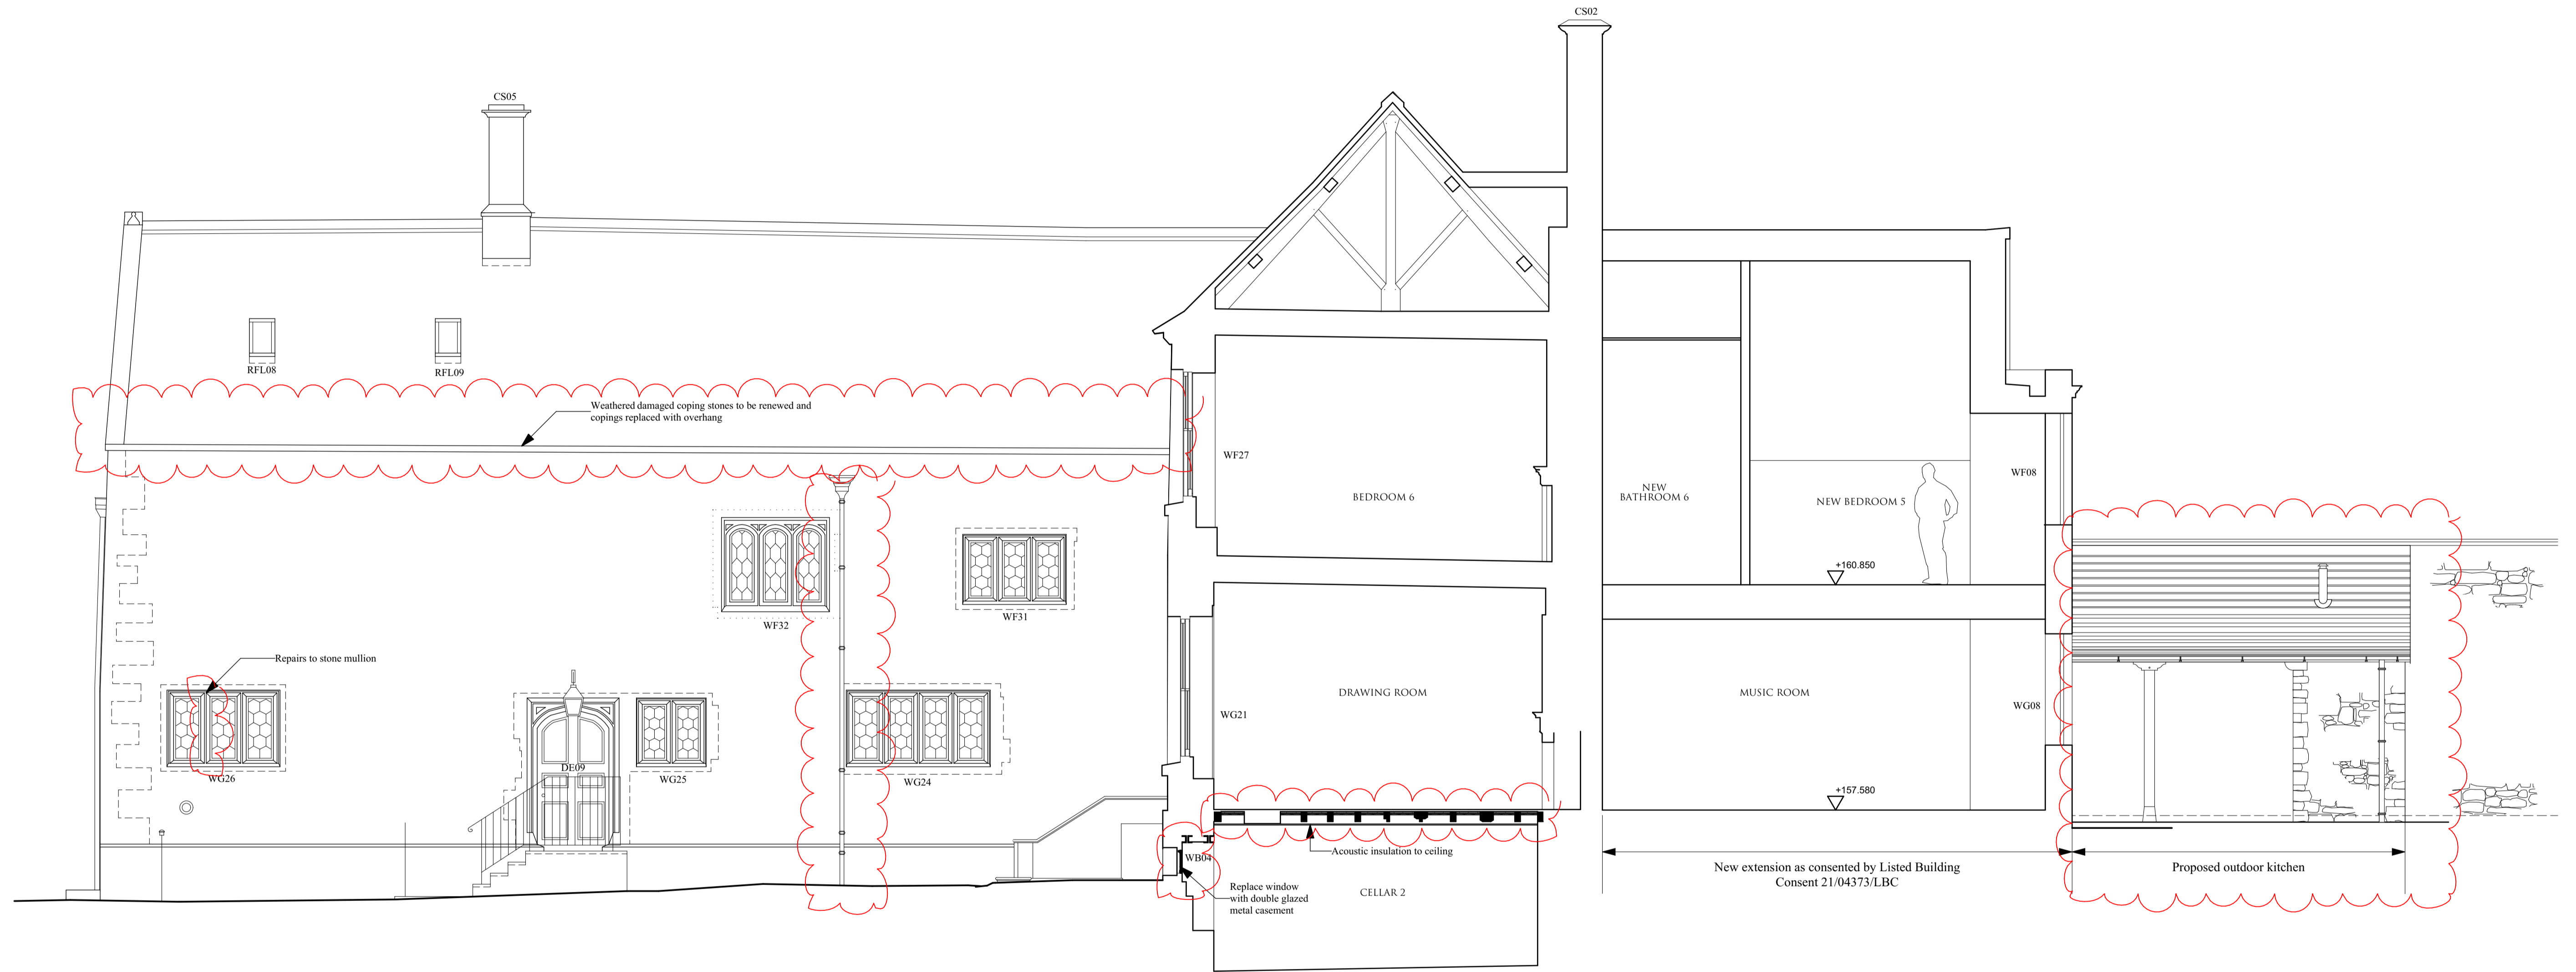 CS02
CS05
RFL08
RFL09
Weathered damaged coping stones to be renewed and
copings replaced with overhang
WF27
BEDROOM 6
NEW
BATHROOM 6
NEW BEDROOM 5
WF08
+160.850
WF32
WF31
Repairs to stone mullion
WG26
DE09
WG25
WG24
WG21
DRAWING ROOM
MUSIC ROOM
WG08
+157.580
WB04
Acoustic insulation to ceiling
Replace window
with double glazed
metal casement
CELLAR 2
New extension as consented by Listed Building
Consent 21/04373/LBC
Proposed outdoor kitchen